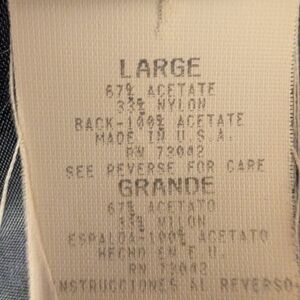 LARGE
67% ACETATE
33% NYLON
BACK-100% ACETATE
MADE IN U.S.A.
RN 73042
SEE REVERSE FOR CARE
GRANDE
67% ACETATO
33% NILON
ESPALDA-100% ACETATO
HECHO EN E.U.
RN 73042
INSTRUCCIONES AL REVERSO